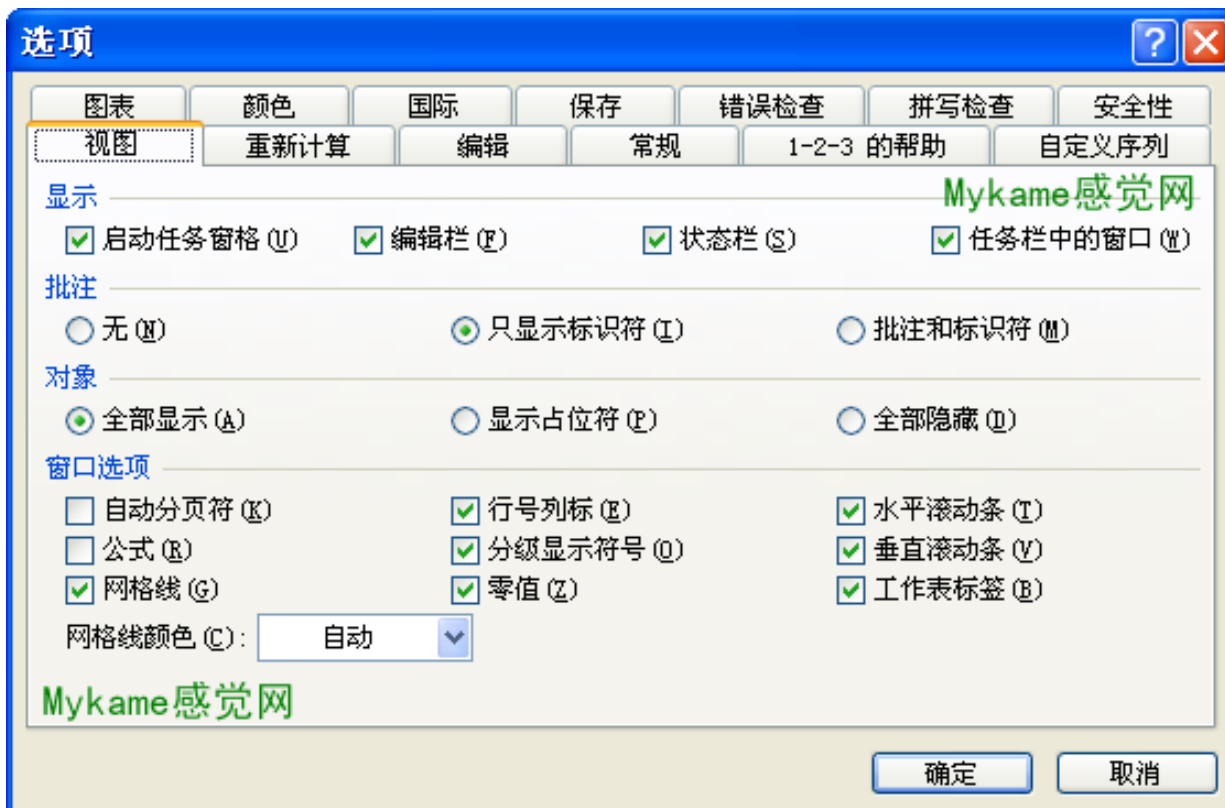 选项
图表 颜色 国际 保存 错误检查 拼写检查 安全性
视图 重新计算 编辑 常规 1-2-3 的帮助 自定义序列
Mykame感觉网
显示
启动任务窗格(U) 编辑栏(F) 状态栏(S) 任务栏中的窗口(W)
批注
无(N) 只显示标识符(I) 批注和标识符(M)
对象
全部显示(A) 显示占位符(P) 全部隐藏(D)
窗口选项
自动分页符(K) 行号列标(E) 水平滚动条(T)
公式(R) 分级显示符号(O) 垂直滚动条(V)
网格线(G) 零值(Z) 工作表标签(B)
网格线颜色(C): 自动
Mykame感觉网
确定 取消